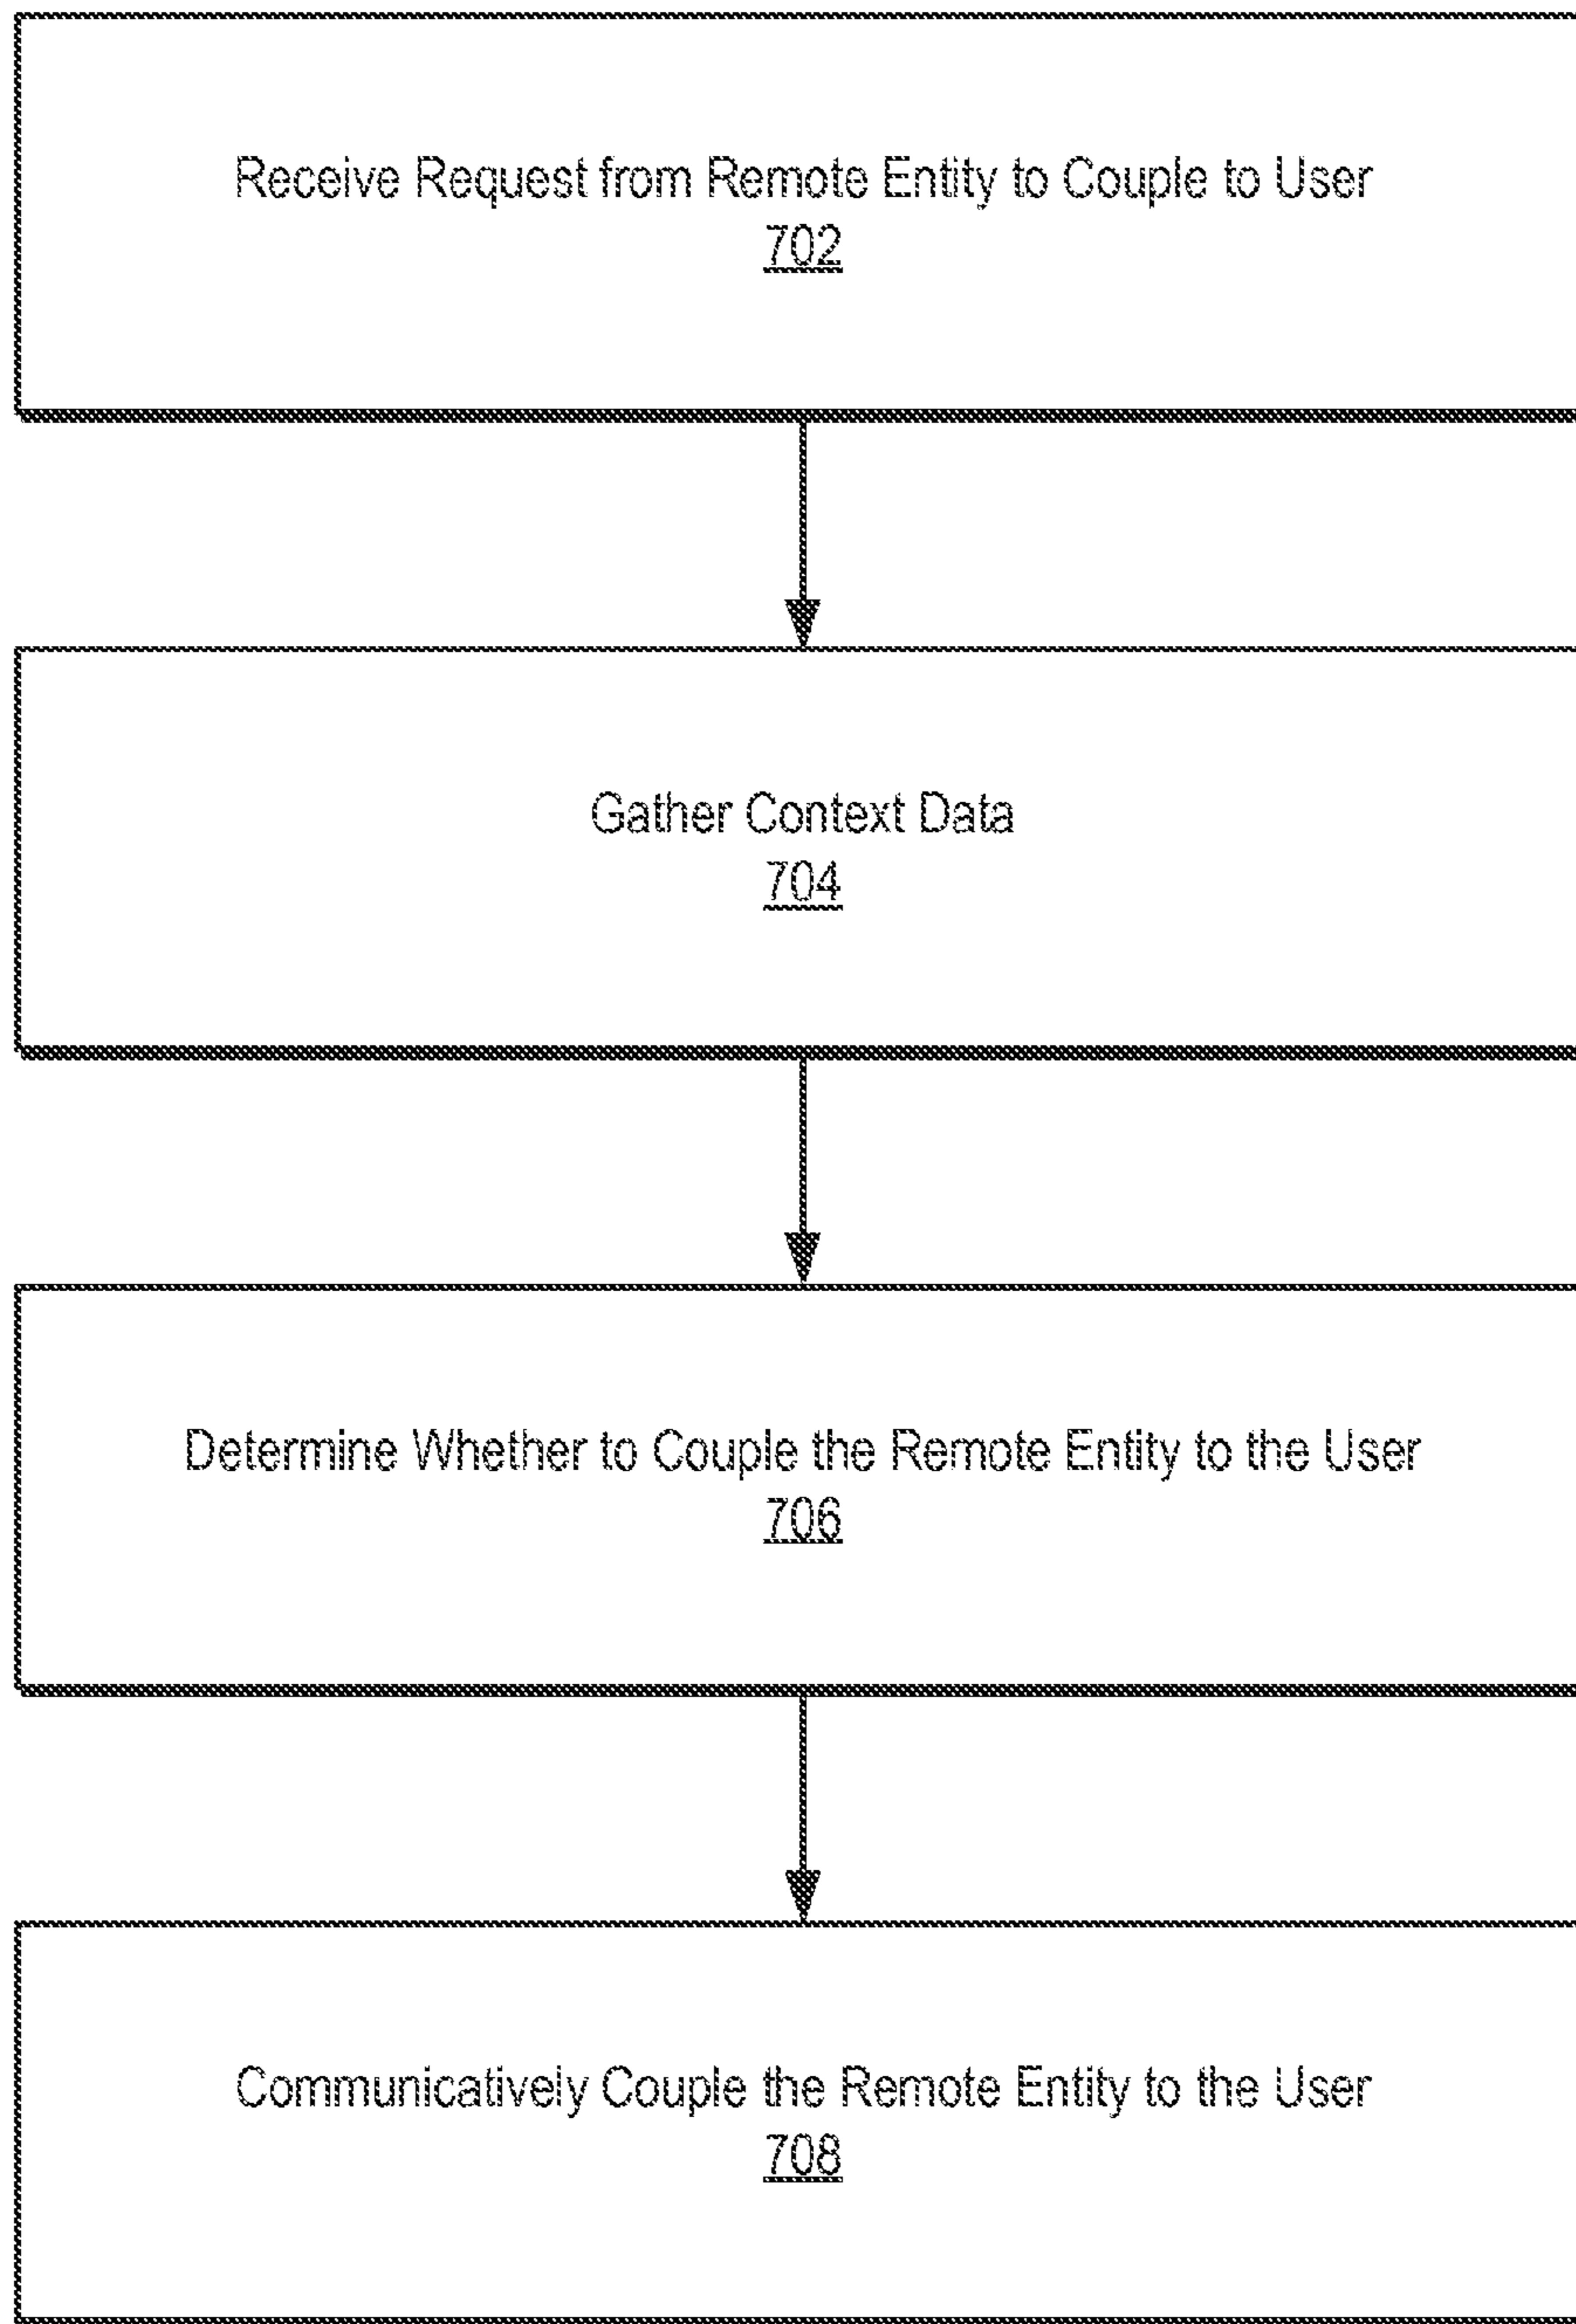 Receive Request from Remote Entity to Couple to User
702
Gather Context Data
704
Determine Whether to Couple the Remote Entity to the User
706
Communicatively Couple the Remote Entity to the User
708